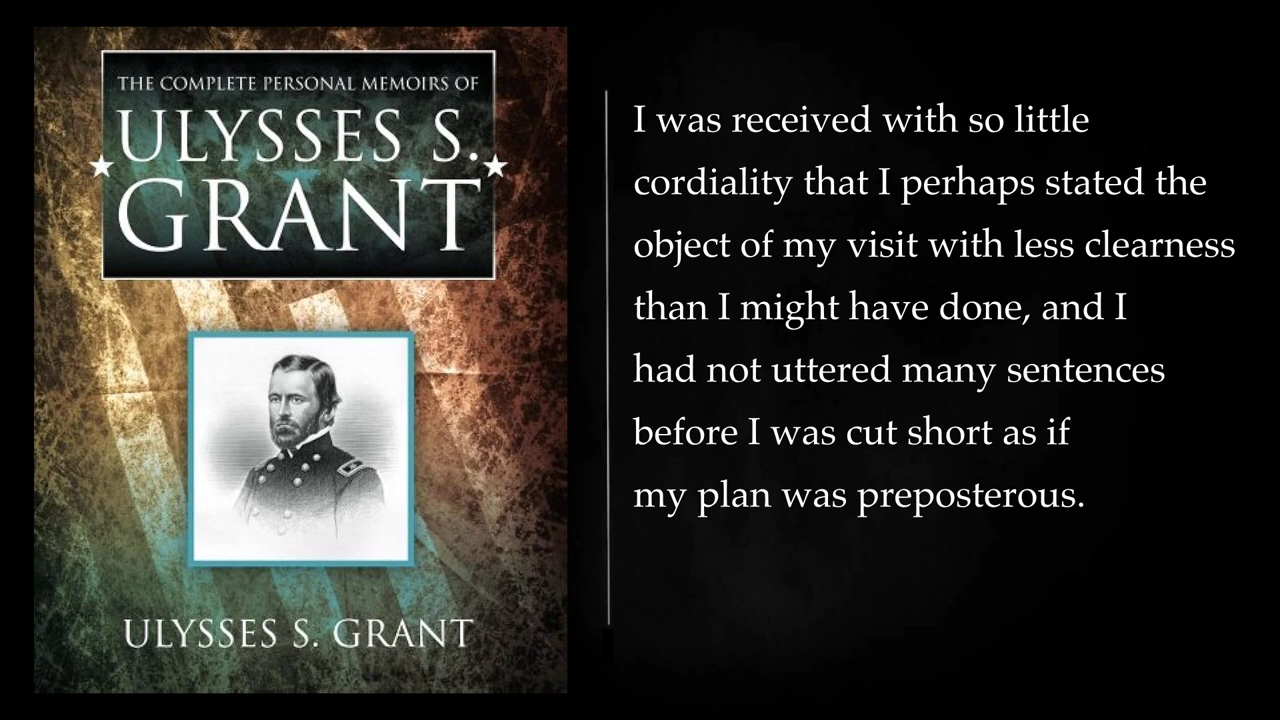 THE COMPLETE PERSONAL MEMOIRS OF
ULYSSES S.
GRANT
ULYSSES S. GRANT
I was received with so little
cordiality that I perhaps stated the
object of my visit with less clearness
than I might have done, and I
had not uttered many sentences
before I was cut short as if
my plan was preposterous.